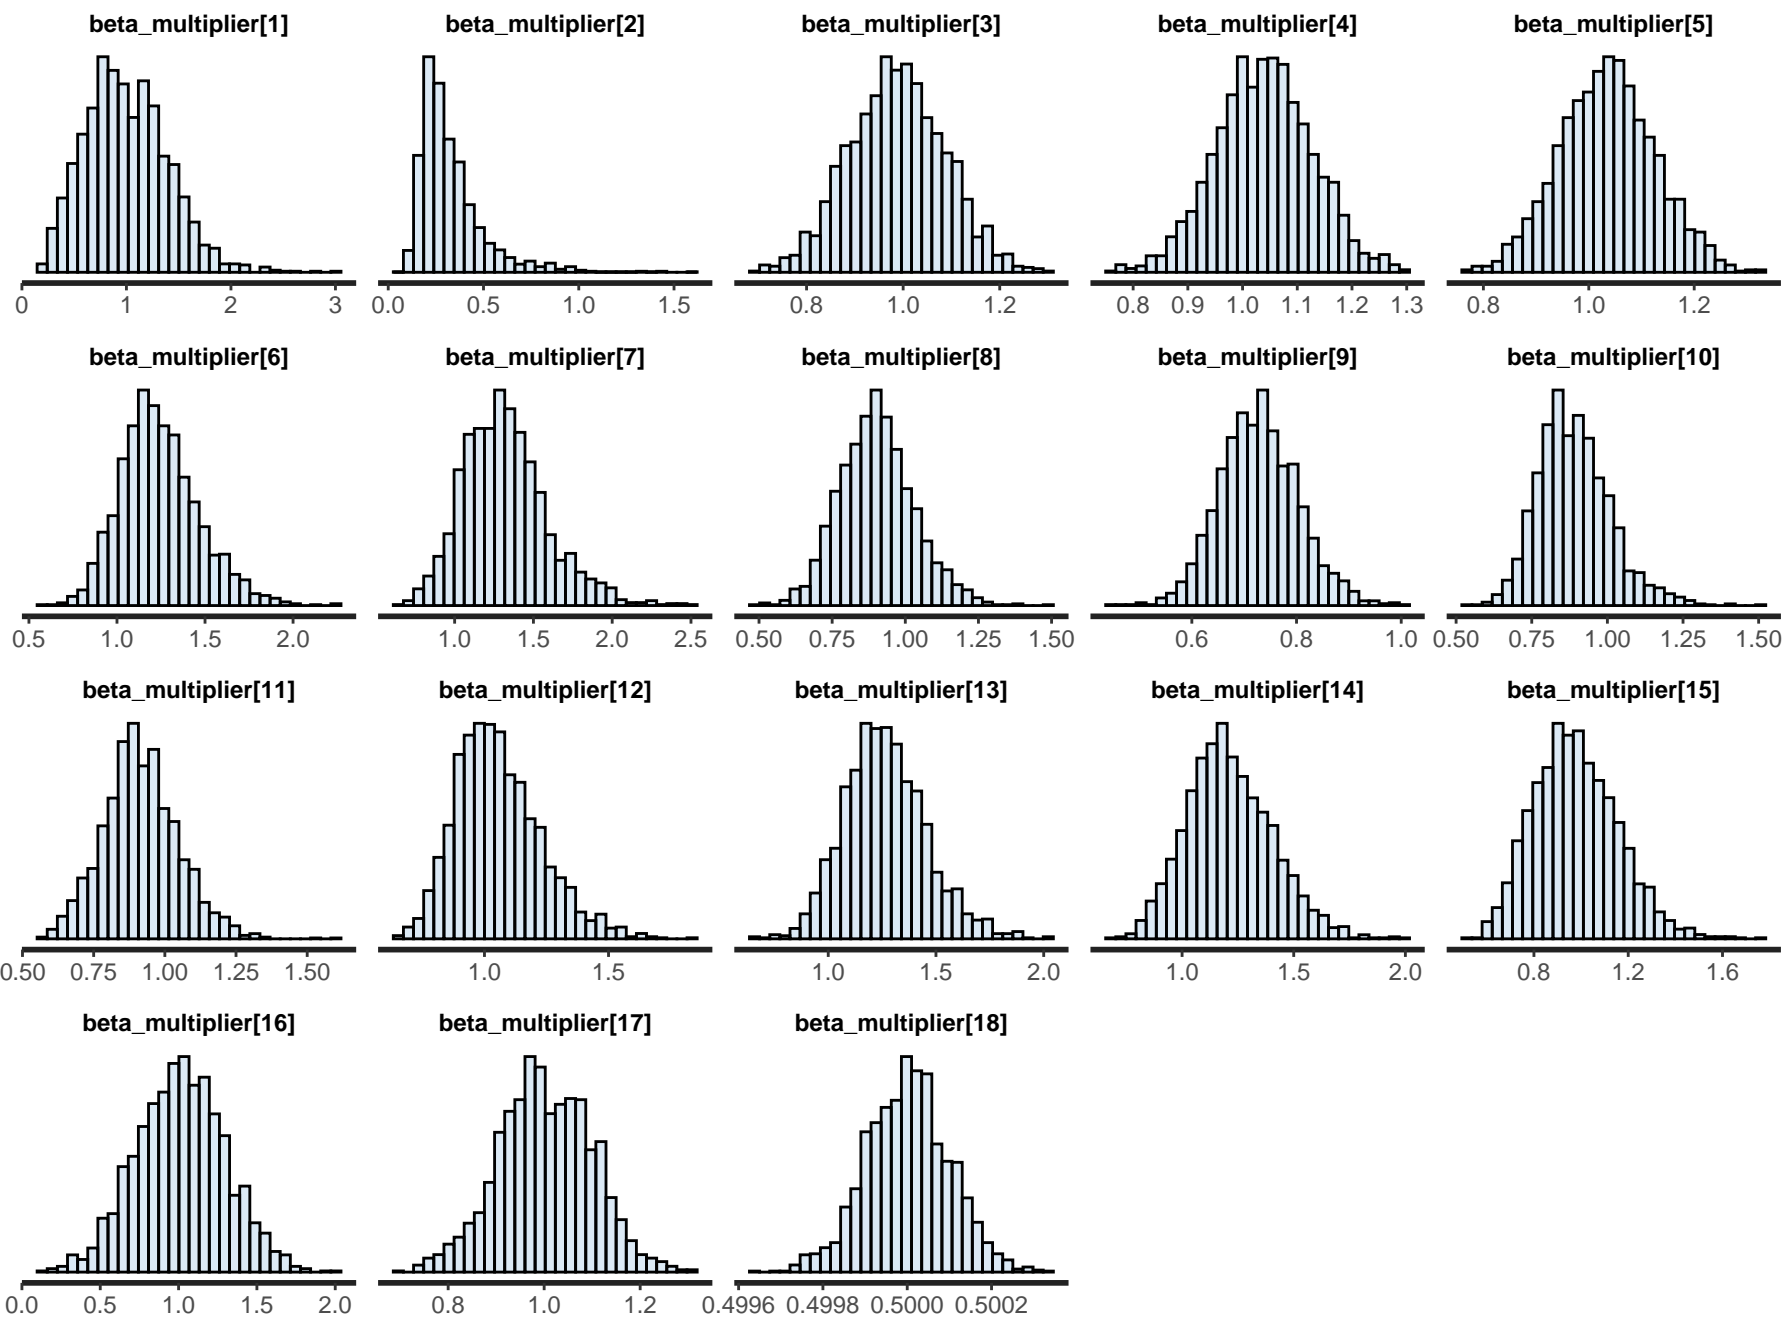 beta_multiplier[1] beta_multiplier[2] beta_multiplier[3] beta_multiplier[4] beta_multiplier[5]
0 1 2 3 0.0 0.5 1.0 1.5 0.8 1.0 1.2 0.8 0.9 1.0 1.1 1.2 1.3 0.8 1.0 1.2
beta_multiplier[6] beta_multiplier[7] beta_multiplier[8] beta_multiplier[9] beta_multiplier[10]
0.5 1.0 1.5 2.0 1.0 1.5 2.0 2.5 0.50 0.75 1.00 1.25 1.50 0.6 0.8 1.0 0.50 0.75 1.00 1.25 1.50
beta_multiplier[11] beta_multiplier[12] beta_multiplier[13] beta_multiplier[14] beta_multiplier[15]
0.50 0.75 1.00 1.25 1.50 1.0 1.5 1.0 1.5 2.0 1.0 1.5 2.0 0.8 1.2 1.6
beta_multiplier[16] beta_multiplier[17] beta_multiplier[18]
0.0 0.5 1.0 1.5 2.0 0.8 1.0 1.2 0.4996 0.4998 0.5000 0.5002